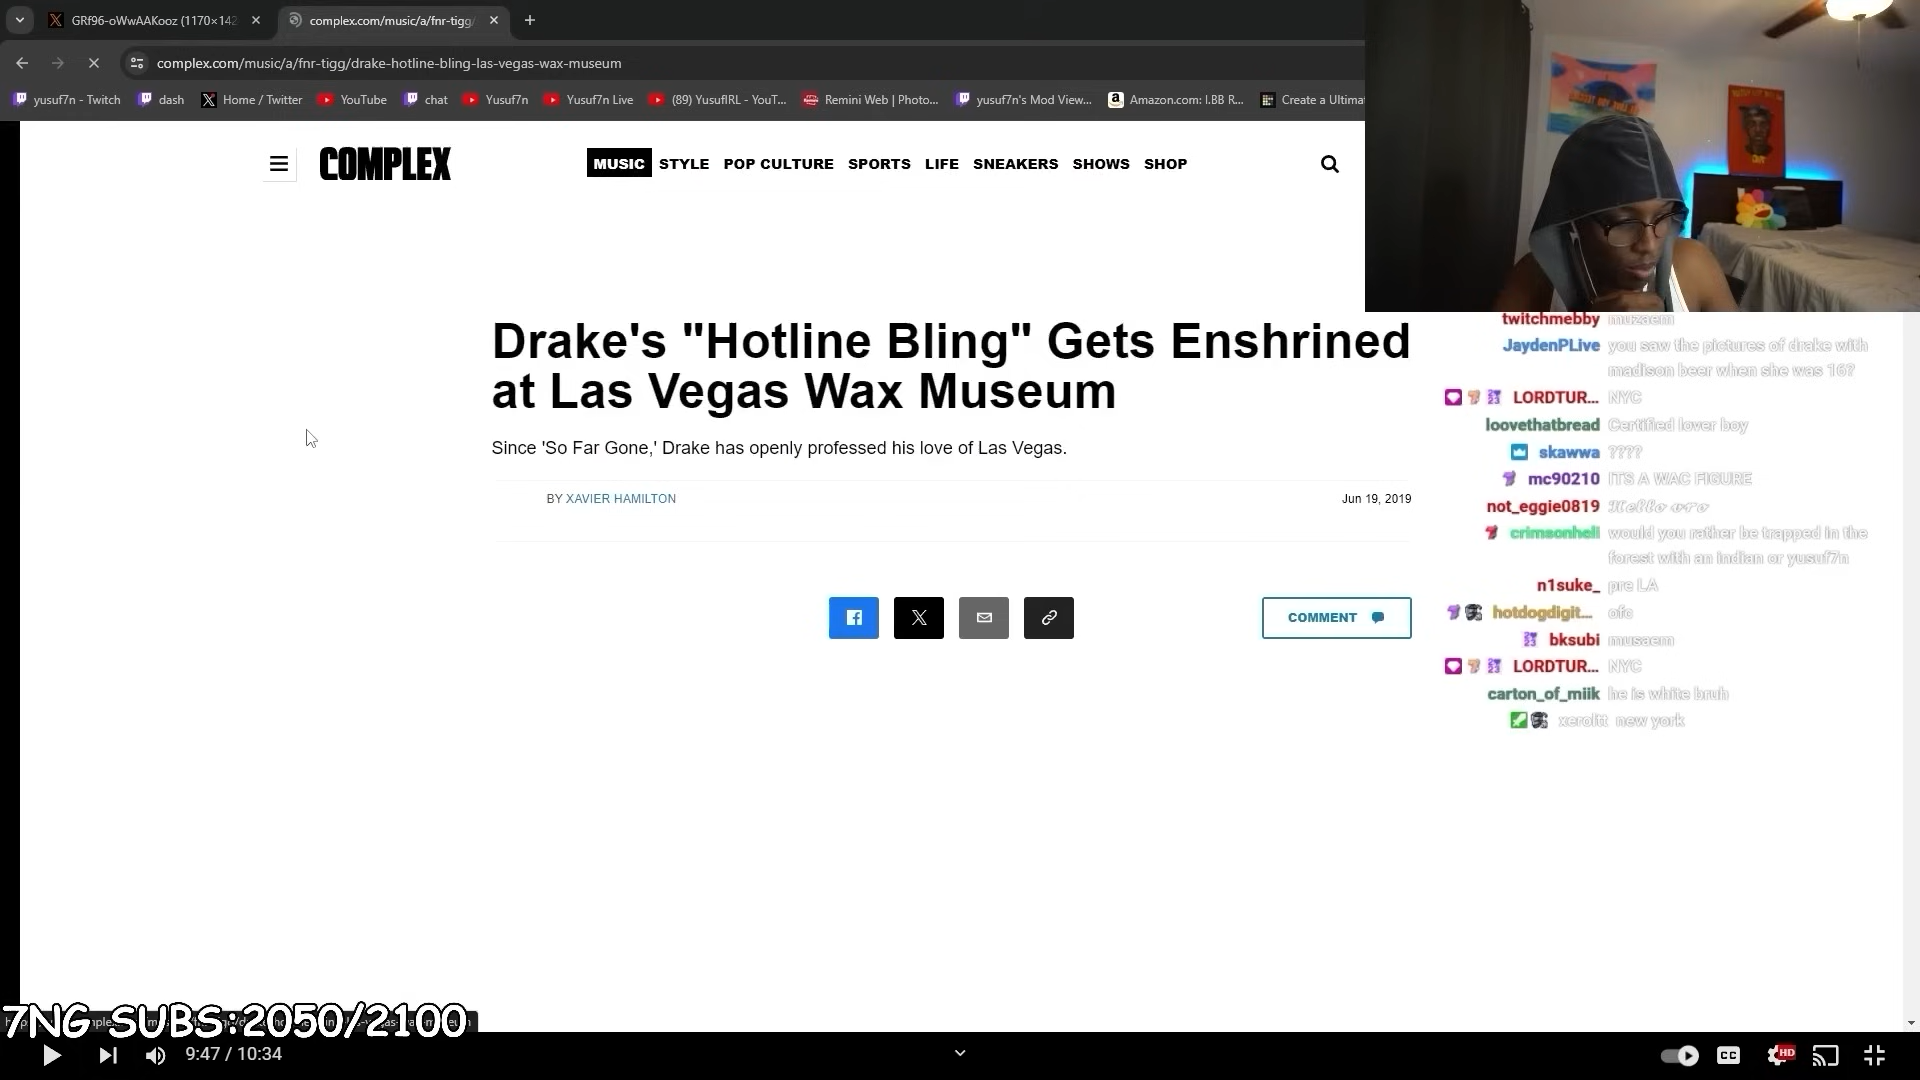 GRf96-oWwAAKooz (1170×142
complex.com/music/a/fnr-tigg/
complex.com/music/a/fnr-tigg/drake-hotline-bling-las-vegas-wax-museum
yusuf7n - Twitch
dash
Home / Twitter
YouTube
chat
Yusuf7n
Yusuf7n Live
(89) YusufIRL - YouT...
Remini Web | Photo...
yusuf7n's Mod View...
Amazon.com: I.BB R...
Create a Ultima
COMPLEX
MUSIC STYLE POP CULTURE SPORTS LIFE SNEAKERS SHOWS SHOP
Drake's "Hotline Bling" Gets Enshrined
at Las Vegas Wax Museum
Since 'So Far Gone,' Drake has openly professed his love of Las Vegas.
BY XAVIER HAMILTON
Jun 19, 2019
COMMENT
twitchmebby muzaem
JaydenPLive you saw the pictures of drake with
madison beer when she was 16?
LORDTUR... NYC
loovethatbread Certified lover boy
skawwa ????
mc90210 ITS A WAC FIGURE
not_eggie0819 𝓗𝓮𝓵𝓵𝓸 𝓸𝓻𝓸
crimsonhell would you rather be trapped in the
forest with an indian or yusuf7n
n1suke_ pre LA
hotdogdigit... ofc
bksubi musaem
LORDTUR... NYC
carton_of_miik he is white bruh
xeroltt new york
7NG SUBS:2050/2100
9:47 / 10:34
CC
HD